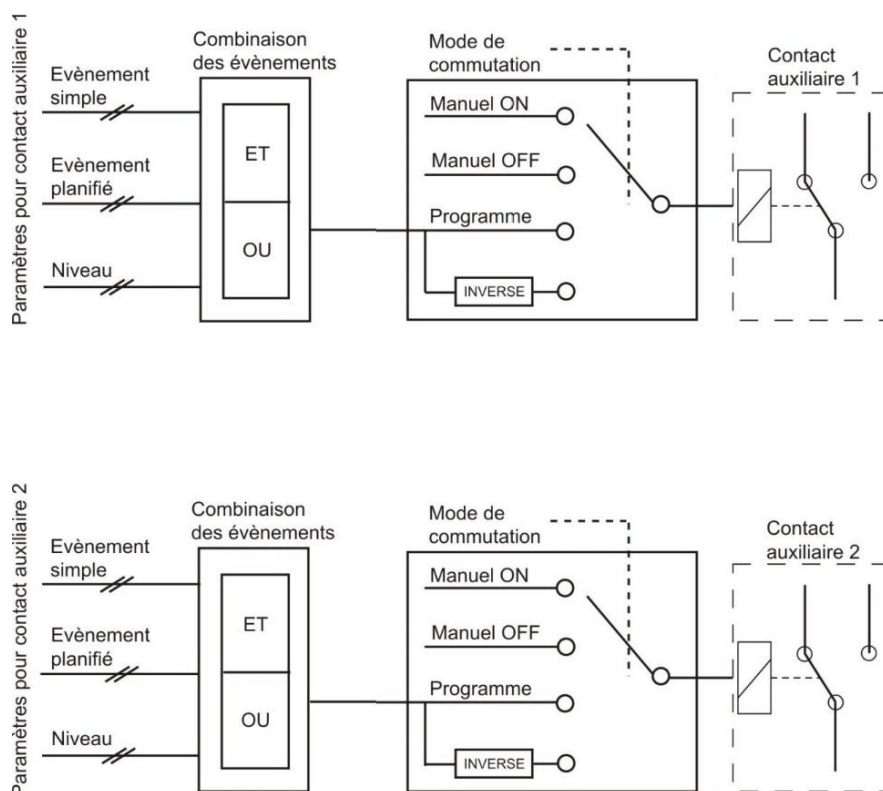 Paramètres pour contact auxiliaire 1
Combinaison
des évènements
Mode de
commutation
Contact
auxiliaire 1
Evènement
simple
Evènement
planifié
Niveau
ET
OU
Manuel ON
Manuel OFF
Programme
INVERSE
Paramètres pour contact auxiliaire 2
Combinaison
des évènements
Mode de
commutation
Contact
auxiliaire 2
Evènement
simple
Evènement
planifié
Niveau
ET
OU
Manuel ON
Manuel OFF
Programme
INVERSE